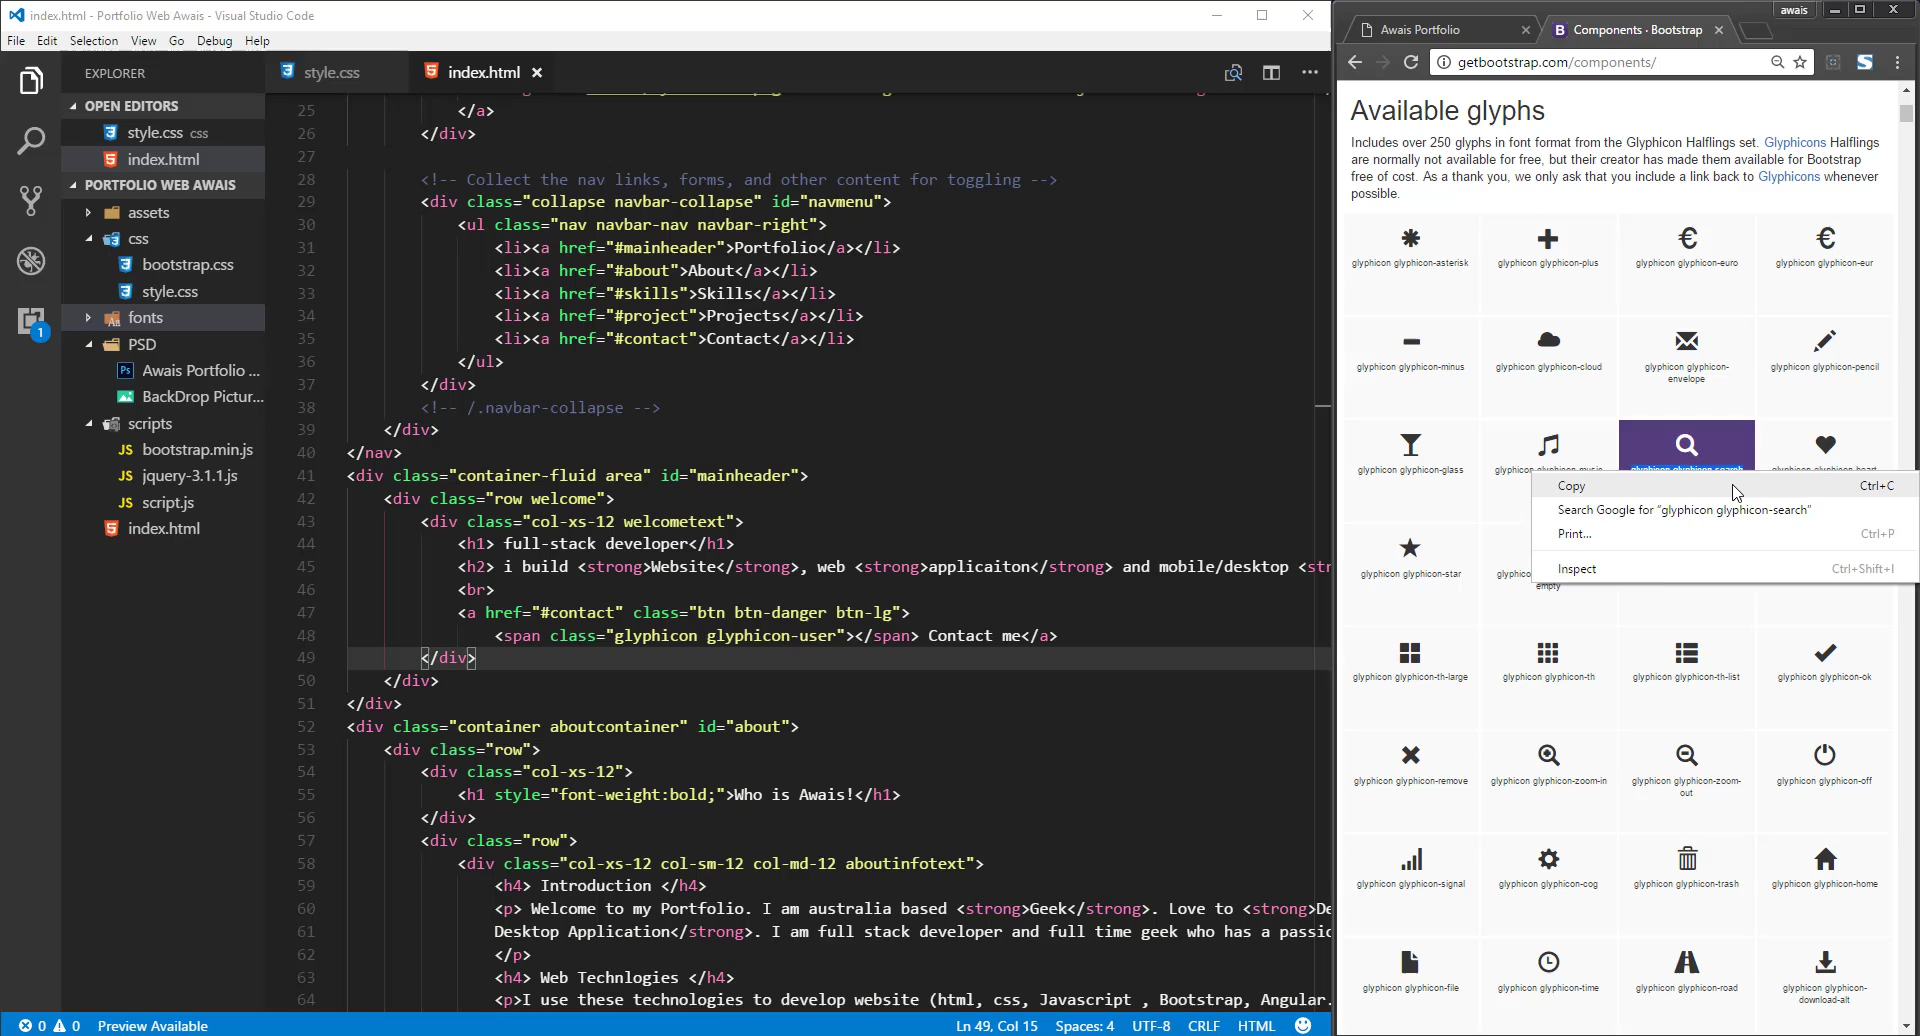 index.html - Portfolio Web Awais - Visual Studio Code
File Edit Selection View Go Debug Help
EXPLORER
OPEN EDITORS
style.css css
index.html
PORTFOLIO WEB AWAIS
assets
css
bootstrap.css
style.css
fonts
PSD
Ps Awais Portfolio ...
BackDrop Pictur...
scripts
JS bootstrap.min.js
JS jquery-3.1.1.js
JS script.js
index.html
1
style.css
index.html
25 </a>
26 </div>
27
28 <!-- Collect the nav links, forms, and other content for toggling -->
29 <div class="collapse navbar-collapse" id="navmenu">
30 <ul class="nav navbar-nav navbar-right">
31 <li><a href="#mainheader">Portfolio</a></li>
32 <li><a href="#about">About</a></li>
33 <li><a href="#skills">Skills</a></li>
34 <li><a href="#project">Projects</a></li>
35 <li><a href="#contact">Contact</a></li>
36 </ul>
37 </div>
38 <!-- /.navbar-collapse -->
39 </div>
40 </nav>
41 <div class="container-fluid area" id="mainheader">
42 <div class="row welcome">
43 <div class="col-xs-12 welcometext">
44 <h1> full-stack developer</h1>
45 <h2> i build <strong>Website</strong>, web <strong>applicaiton</strong> and mobile/desktop <str
46 <br>
47 <a href="#contact" class="btn btn-danger btn-lg">
48 <span class="glyphicon glyphicon-user"></span> Contact me</a>
49 </div>
50 </div>
51 </div>
52 <div class="container aboutcontainer" id="about">
53 <div class="row">
54 <div class="col-xs-12">
55 <h1 style="font-weight:bold;">Who is Awais!</h1>
56 </div>
57 <div class="row">
58 <div class="col-xs-12 col-sm-12 col-md-12 aboutinfotext">
59 <h4> Introduction </h4>
60 <p> Welcome to my Portfolio. I am australia based <strong>Geek</strong>. Love to <strong>De
61 Desktop Application</strong>. I am full stack developer and full time geek who has a passic
62 </p>
63 <h4> Web Technlogies </h4>
64 <p>I use these technologies to develop website (html, css, Javascript , Bootstrap, Angular.
0 0 Preview Available
Ln 49, Col 15 Spaces: 4 UTF-8 CRLF HTML
awais
Awais Portfolio
B Components · Bootstrap
getbootstrap.com/components/
Available glyphs
Includes over 250 glyphs in font format from the Glyphicon Halflings set. Glyphicons Halflings
are normally not available for free, but their creator has made them available for Bootstrap
free of cost. As a thank you, we only ask that you include a link back to Glyphicons whenever
possible.
glyphicon glyphicon-asterisk
glyphicon glyphicon-plus
glyphicon glyphicon-euro
glyphicon glyphicon-eur
glyphicon glyphicon-minus
glyphicon glyphicon-cloud
glyphicon glyphicon-
envelope
glyphicon glyphicon-pencil
glyphicon glyphicon-glass
glyphicon glyphicon-music
glyphicon glyphicon-search
glyphicon glyphicon-heart
Copy Ctrl+C
Search Google for “glyphicon glyphicon-search”
Print... Ctrl+P
Inspect Ctrl+Shift+I
glyphicon glyphicon-star
empty
glyphicon glyphicon-th-large
glyphicon glyphicon-th
glyphicon glyphicon-th-list
glyphicon glyphicon-ok
glyphicon glyphicon-remove
glyphicon glyphicon-zoom-in
glyphicon glyphicon-zoom-
out
glyphicon glyphicon-off
glyphicon glyphicon-signal
glyphicon glyphicon-cog
glyphicon glyphicon-trash
glyphicon glyphicon-home
glyphicon glyphicon-file
glyphicon glyphicon-time
glyphicon glyphicon-road
glyphicon glyphicon-
download-alt